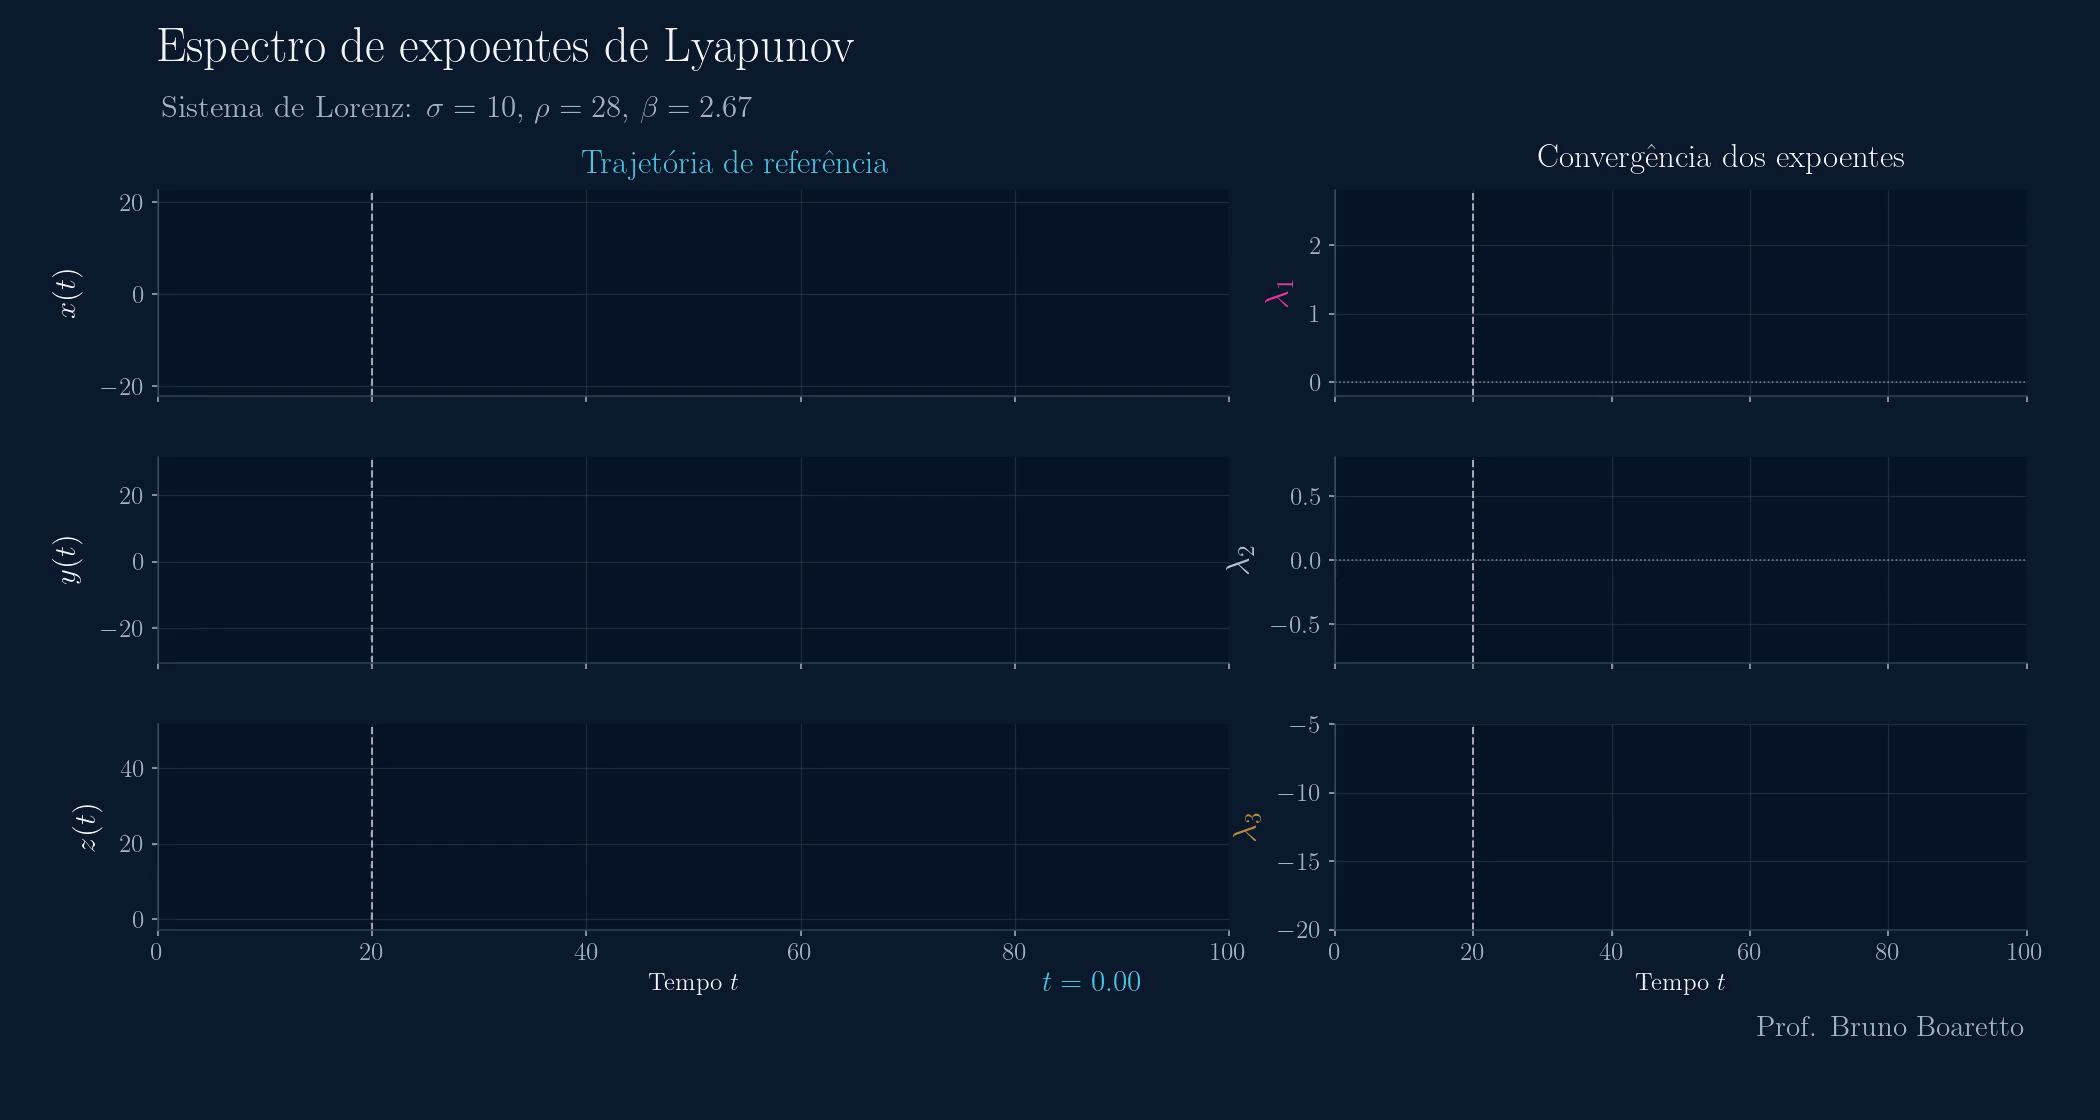 Espectro de expoentes de Lyapunov
Sistema de Lorenz: σ = 10, ρ = 28, β = 2.67
Trajetória de referência
20
0
−20
x(t)
20
0
−20
y(t)
40
20
0
z(t)
0 20 40 60 80 100
Tempo t
t = 0.00
Convergência dos expoentes
2
1
0
λ1
0.5
0.0
−0.5
λ2
−5
−10
−15
−20
λ3
0 20 40 60 80 100
Tempo t
Prof. Bruno Boaretto